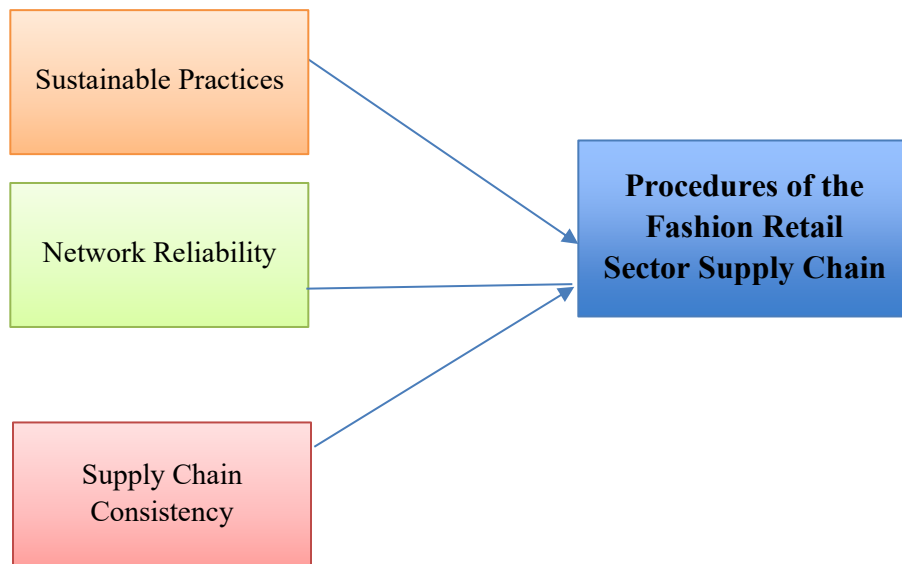 Sustainable Practices
Network Reliability
Supply Chain
Consistency
Procedures of the
Fashion Retail
Sector Supply Chain